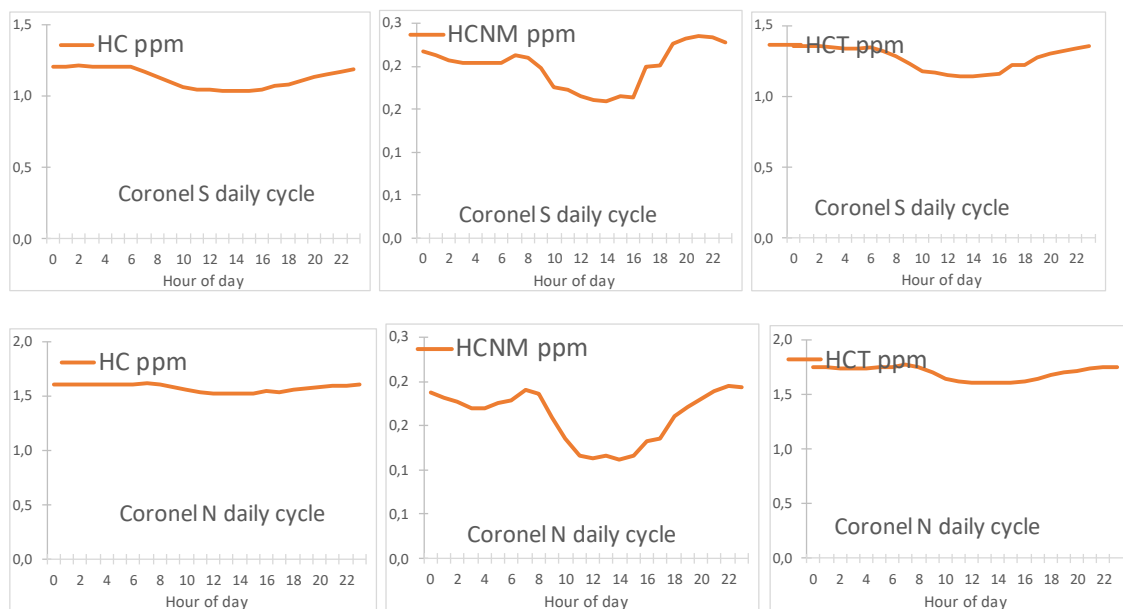 1,5
1,0
0,5
0,0
HC ppm
Coronel S daily cycle
0 2 4 6 8 10 12 14 16 18 20 22
Hour of day
0,3
0,2
0,2
0,1
0,1
0,0
HCNM ppm
Coronel S daily cycle
0 2 4 6 8 10 12 14 16 18 20 22
Hour of day
1,5
1,0
0,5
0,0
HCT ppm
Coronel S daily cycle
0 2 4 6 8 10 12 14 16 18 20 22
Hour of day
2,0
1,5
1,0
0,5
0,0
HC ppm
Coronel N daily cycle
0 2 4 6 8 10 12 14 16 18 20 22
Hour of day
0,3
0,2
0,2
0,1
0,1
0,0
HCNM ppm
Coronel N daily cycle
0 2 4 6 8 10 12 14 16 18 20 22
Hour of day
2,0
1,5
1,0
0,5
0,0
HCT ppm
Coronel N daily cycle
0 2 4 6 8 10 12 14 16 18 20 22
Hour of day